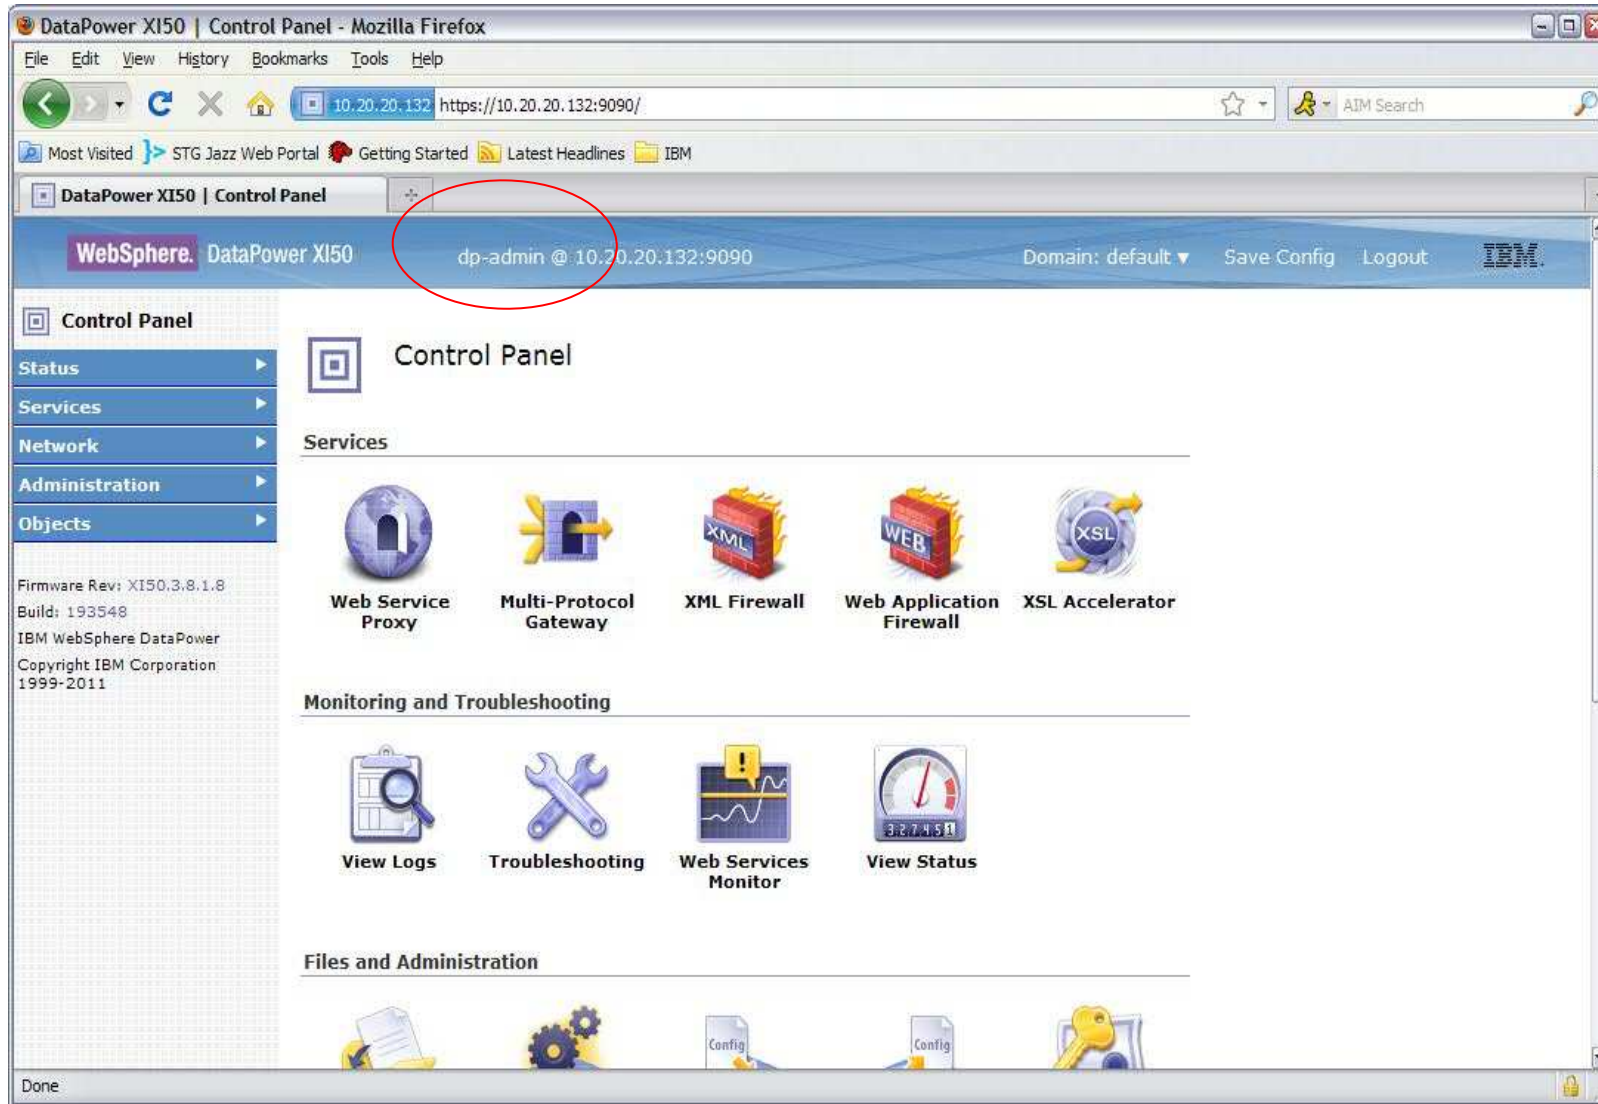 DataPower XI50 | Control Panel - Mozilla Firefox
File Edit View History Bookmarks Tools Help
10.20.20.132 https://10.20.20.132:9090/
AIM Search
Most Visited STG Jazz Web Portal Getting Started Latest Headlines IBM
DataPower XI50 | Control Panel
WebSphere. DataPower XI50 dp-admin @ 10.20.20.132:9090 Domain: default Save Config Logout IBM.
Control Panel
Status
Services
Network
Administration
Objects
Firmware Rev: XI50.3.8.1.8
Build: 193548
IBM WebSphere DataPower
Copyright IBM Corporation
1999-2011
Control Panel
Services
XML
WEB
XSL
Web Service
Proxy
Multi-Protocol
Gateway
XML Firewall
Web Application
Firewall
XSL Accelerator
Monitoring and Troubleshooting
!
3 2 7 4 5 1
View Logs
Troubleshooting
Web Services
Monitor
View Status
Files and Administration
Config
Config
Done